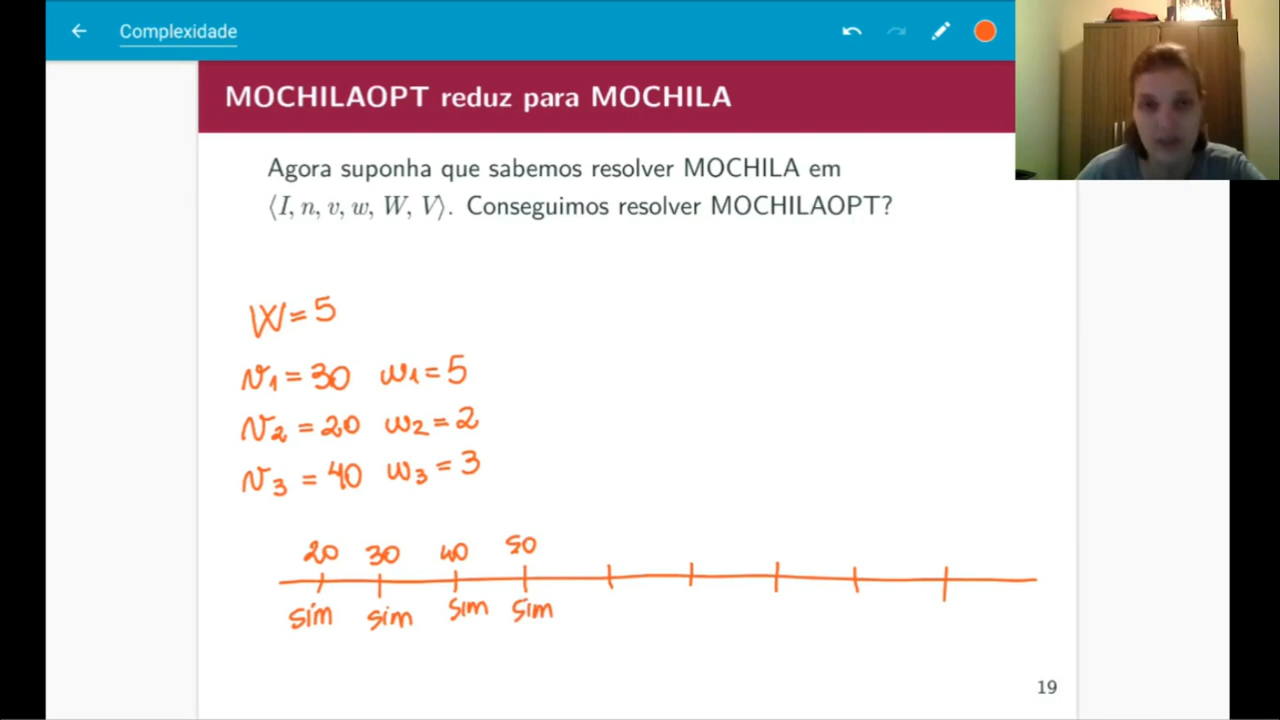 Complexidade
MOCHILAOPT reduz para MOCHILA
Agora suponha que sabemos resolver MOCHILA em
⟨I, n, v, w, W, V⟩. Conseguimos resolver MOCHILAOPT?
W = 5
v1 = 30 w1 = 5
v2 = 20 w2 = 2
v3 = 40 w3 = 3
20 30 40 50
sim sim sim sim
19